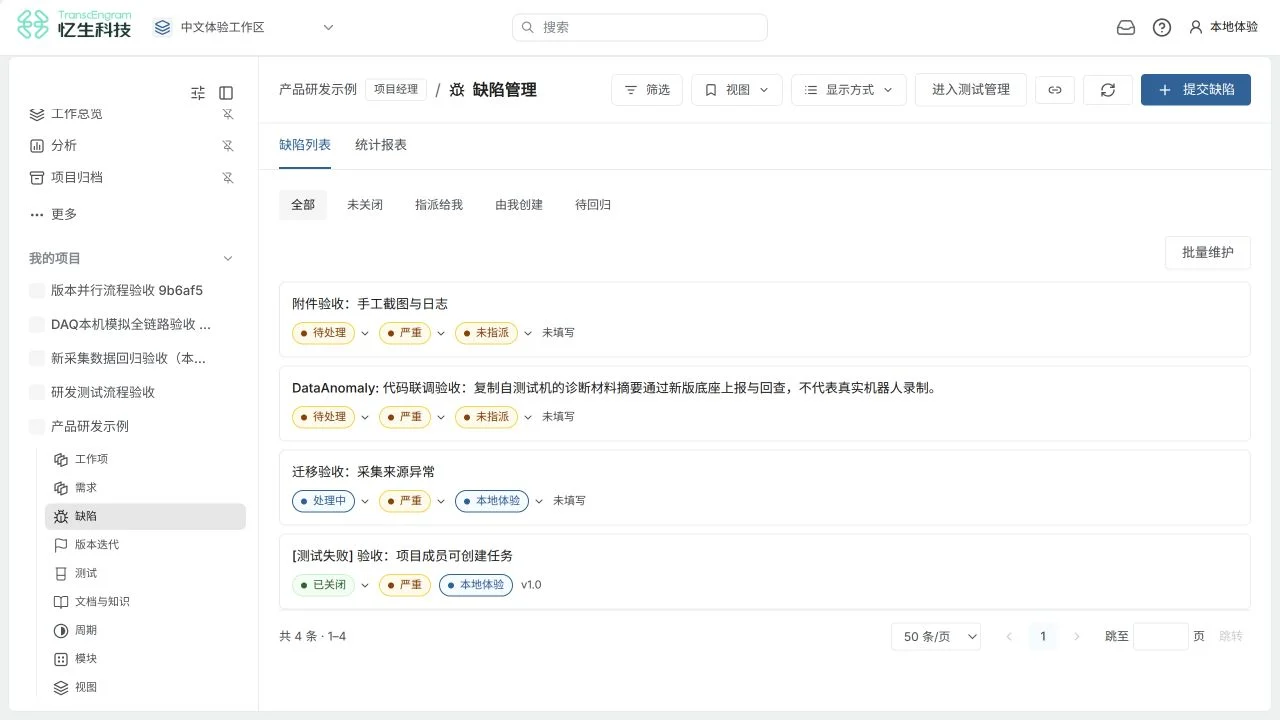 TranscEngram
忆生科技
中文体验工作区
搜索
本地体验
工作总览
分析
项目归档
更多
我的项目
版本并行流程验收 9b6af5
DAQ本机模拟全链路验收 ...
新采集数据回归验收（本...
研发测试流程验收
产品研发示例
工作项
需求
缺陷
版本迭代
测试
文档与知识
周期
模块
视图
产品研发示例 项目经理 / 缺陷管理
筛选
视图
显示方式
进入测试管理
提交缺陷
缺陷列表 统计报表
全部 未关闭 指派给我 由我创建 待回归
批量维护
附件验收：手工截图与日志
待处理 严重 未指派 未填写
DataAnomaly: 代码联调验收：复制自测试机的诊断材料摘要通过新版底座上报与回查，不代表真实机器人录制。
待处理 严重 未指派 未填写
迁移验收：采集来源异常
处理中 严重 本地体验 未填写
[测试失败] 验收：项目成员可创建任务
已关闭 严重 本地体验 v1.0
共 4 条 · 1–4
50 条/页
1
跳至 页 跳转